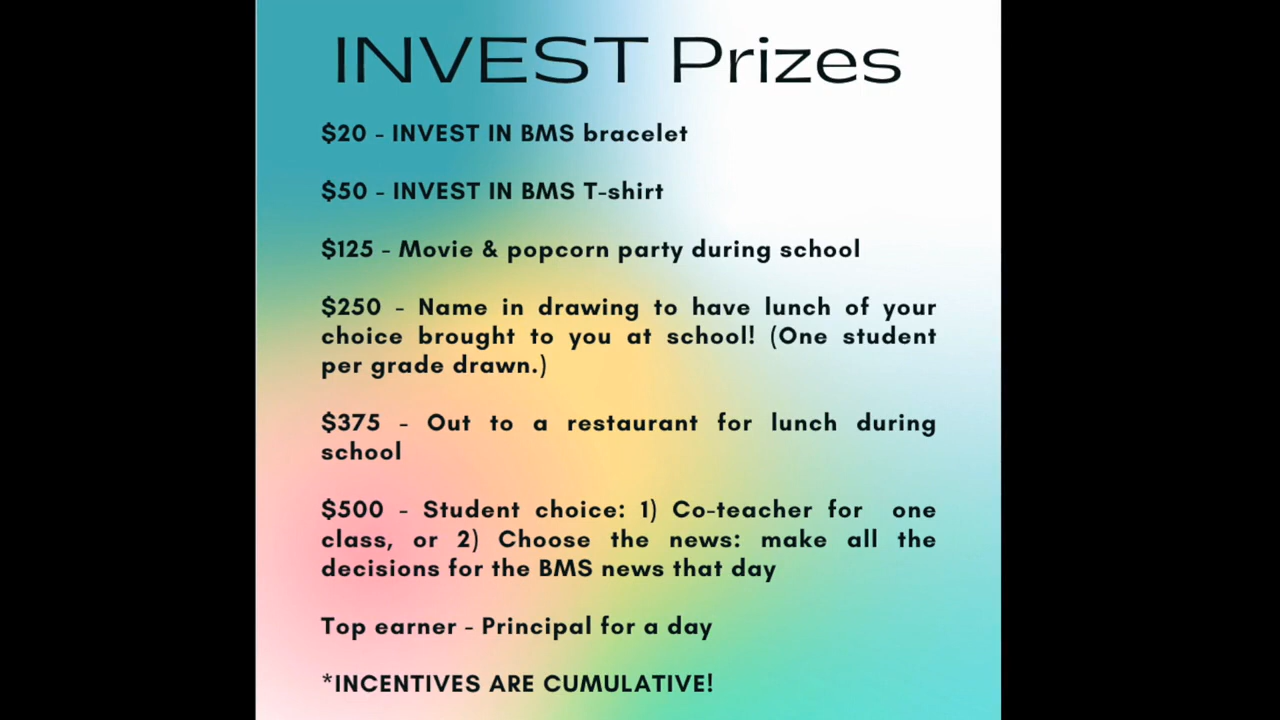 INVEST Prizes
$20 - INVEST IN BMS bracelet
$50 - INVEST IN BMS T-shirt
$125 - Movie & popcorn party during school
$250 - Name in drawing to have lunch of your
choice brought to you at school! (One student
per grade drawn.)
$375 - Out to a restaurant for lunch during
school
$500 - Student choice: 1) Co-teacher for one
class, or 2) Choose the news: make all the
decisions for the BMS news that day
Top earner - Principal for a day
*INCENTIVES ARE CUMULATIVE!